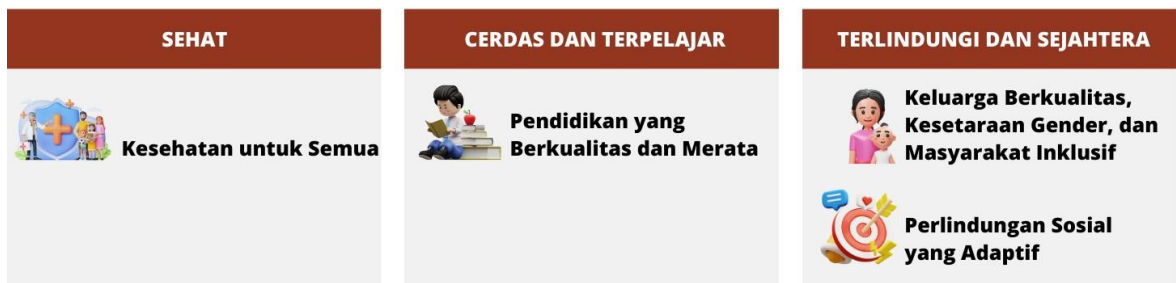 SEHAT
Kesehatan untuk Semua
CERDAS DAN TERPELAJAR
Pendidikan yang
Berkualitas dan Merata
TERLINDUNGI DAN SEJAHTERA
Keluarga Berkualitas,
Kesetaraan Gender, dan
Masyarakat Inklusif
Perlindungan Sosial
yang Adaptif